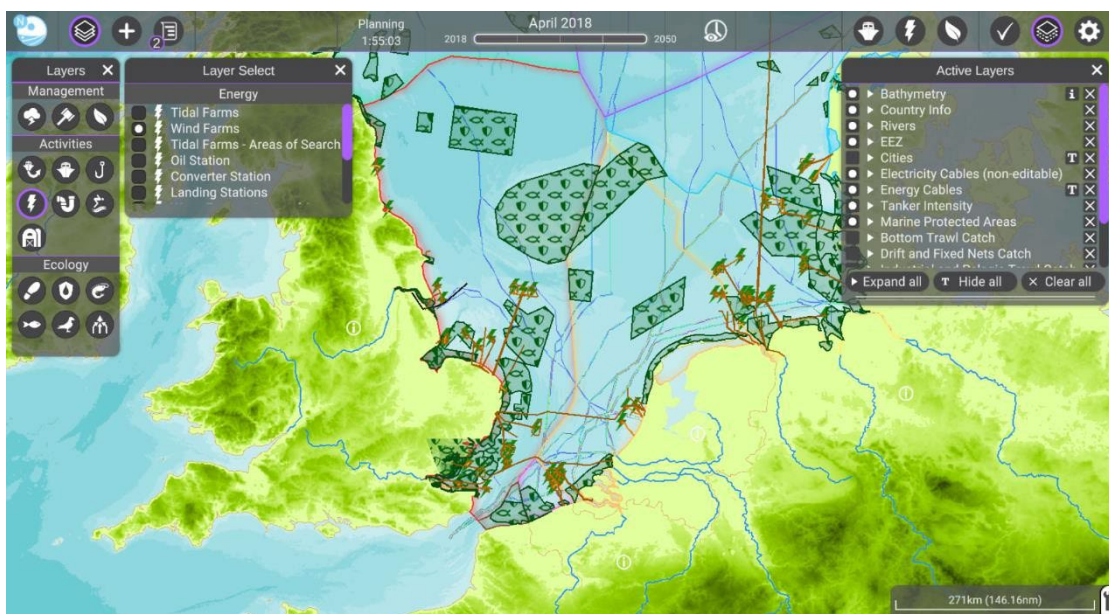 N
2
Planning
1:55:03
April 2018
2018
2050
Layers
Management
Activities
Ecology
Layer Select
Energy
Tidal Farms
Wind Farms
Tidal Farms - Areas of Search
Oil Station
Converter Station
Landing Stations
Active Layers
Bathymetry
Country Info
Rivers
EEZ
Cities
Electricity Cables (non-editable)
Energy Cables
Tanker Intensity
Marine Protected Areas
Bottom Trawl Catch
Drift and Fixed Nets Catch
Expand all
T Hide all
Clear all
271km (146.16nm)